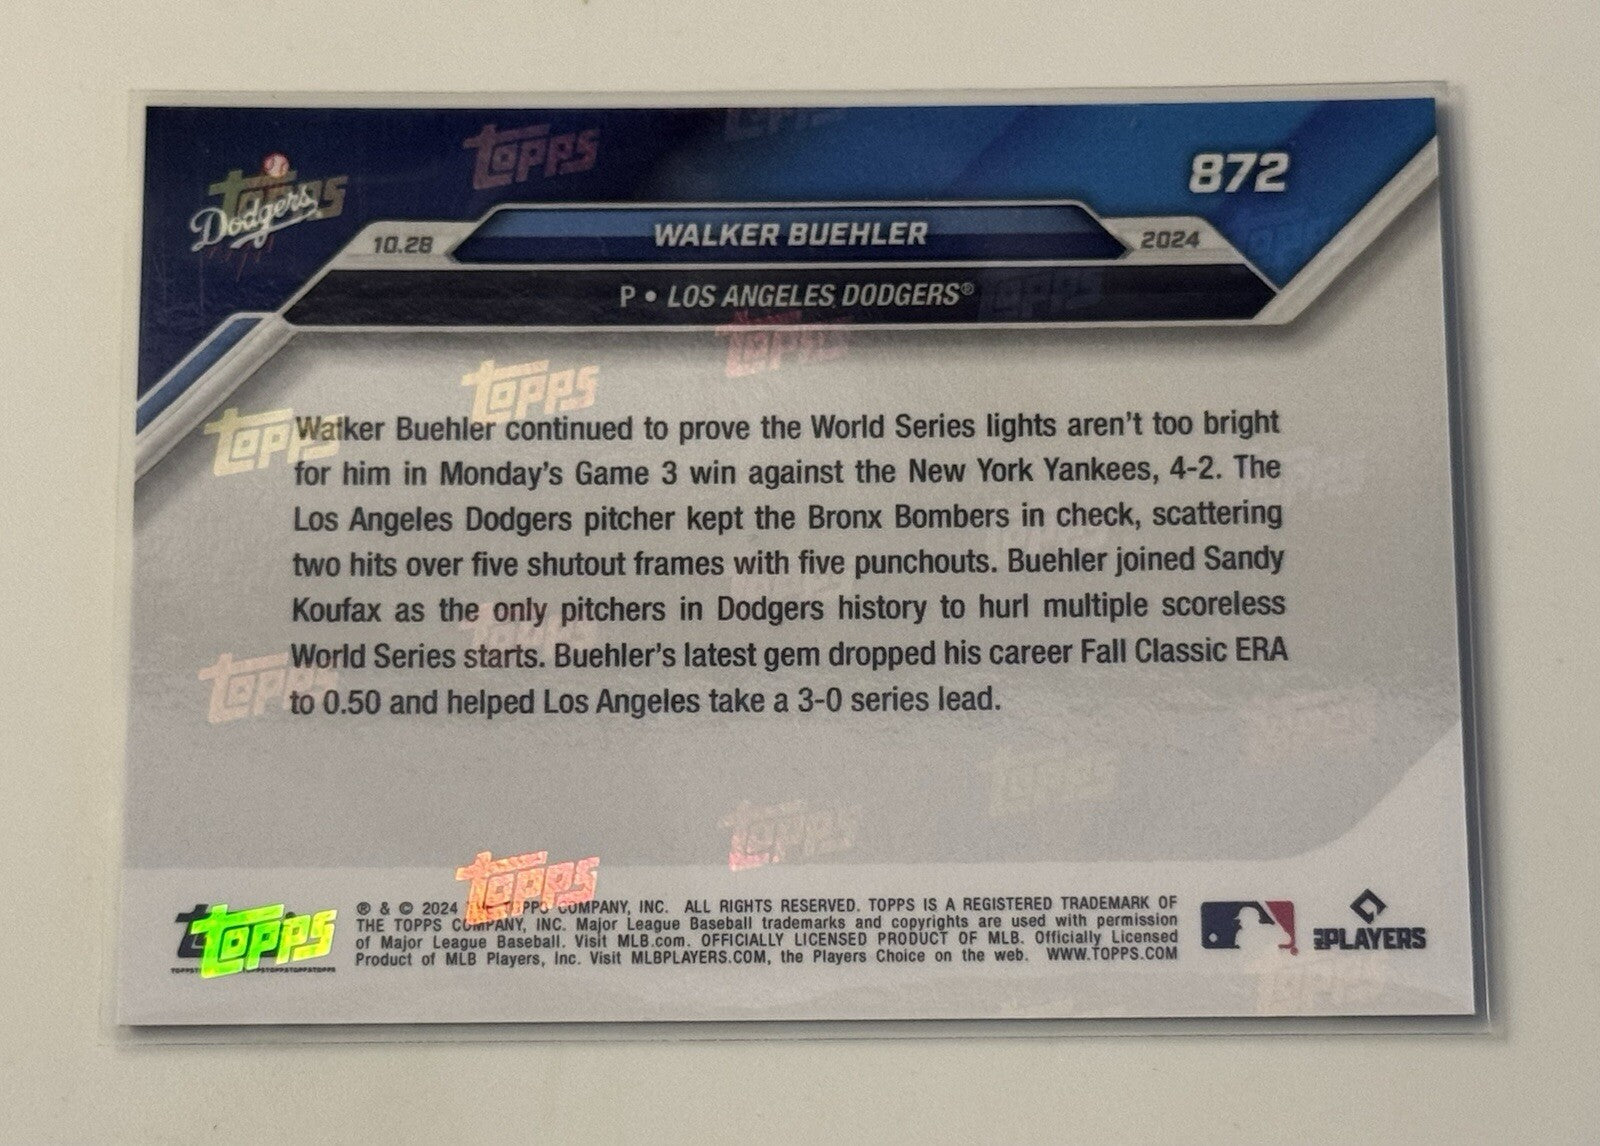 Dodgers
872
10.28
WALKER BUEHLER
2024
P • LOS ANGELES DODGERS®
Walker Buehler continued to prove the World Series lights aren't too bright
for him in Monday's Game 3 win against the New York Yankees, 4-2. The
Los Angeles Dodgers pitcher kept the Bronx Bombers in check, scattering
two hits over five shutout frames with five punchouts. Buehler joined Sandy
Koufax as the only pitchers in Dodgers history to hurl multiple scoreless
World Series starts. Buehler's latest gem dropped his career Fall Classic ERA
to 0.50 and helped Los Angeles take a 3-0 series lead.
TOPPS
® & © 2024 THE TOPPS COMPANY, INC. ALL RIGHTS RESERVED. TOPPS IS A REGISTERED TRADEMARK OF
THE TOPPS COMPANY, INC. Major League Baseball trademarks and copyrights are used with permission
of Major League Baseball. Visit MLB.com. OFFICIALLY LICENSED PRODUCT OF MLB. Officially Licensed
Product of MLB Players, Inc. Visit MLBPLAYERS.COM, the Players Choice on the web. WWW.TOPPS.COM
MLB PLAYERS